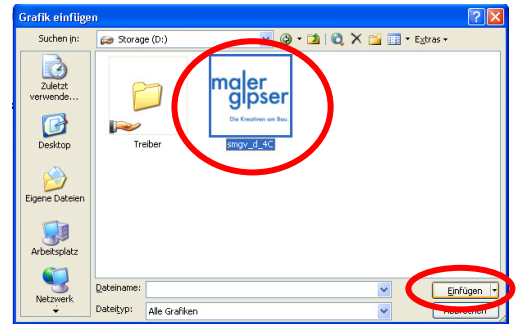 Grafik einfügen
Suchen in:
Storage (D:)
Extras
Zuletzt
verwende...
Desktop
Eigene Dateien
Arbeitsplatz
Netzwerk
Treiber
maler
gipser
Die Kreativen am Bau.
smgv_d_4C
Dateiname:
Einfügen
Dateityp:
Alle Grafiken
Abbrechen